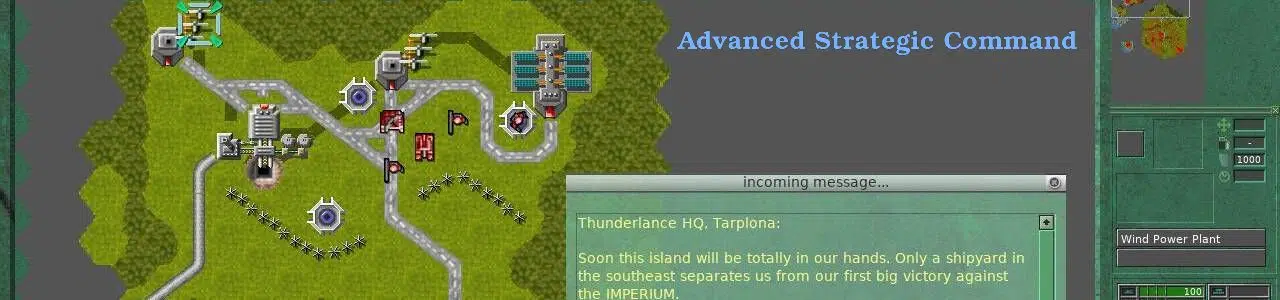 Advanced Strategic Command
incoming message...
Thunderlance HQ, Tarplona:
Soon this island will be totally in our hands. Only a shipyard in
the southeast separates us from our first big victory against
the IMPERIUM.
-
1000
Wind Power Plant
100